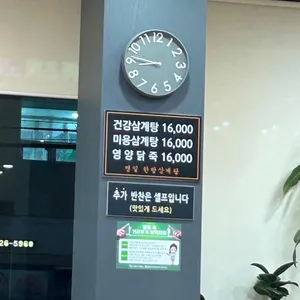 건강삼계탕 16,000
미용삼계탕 16,000
영양 닭 죽 16,000
추가 반찬은 셀프입니다
(맛있게 드세요)
26-5960